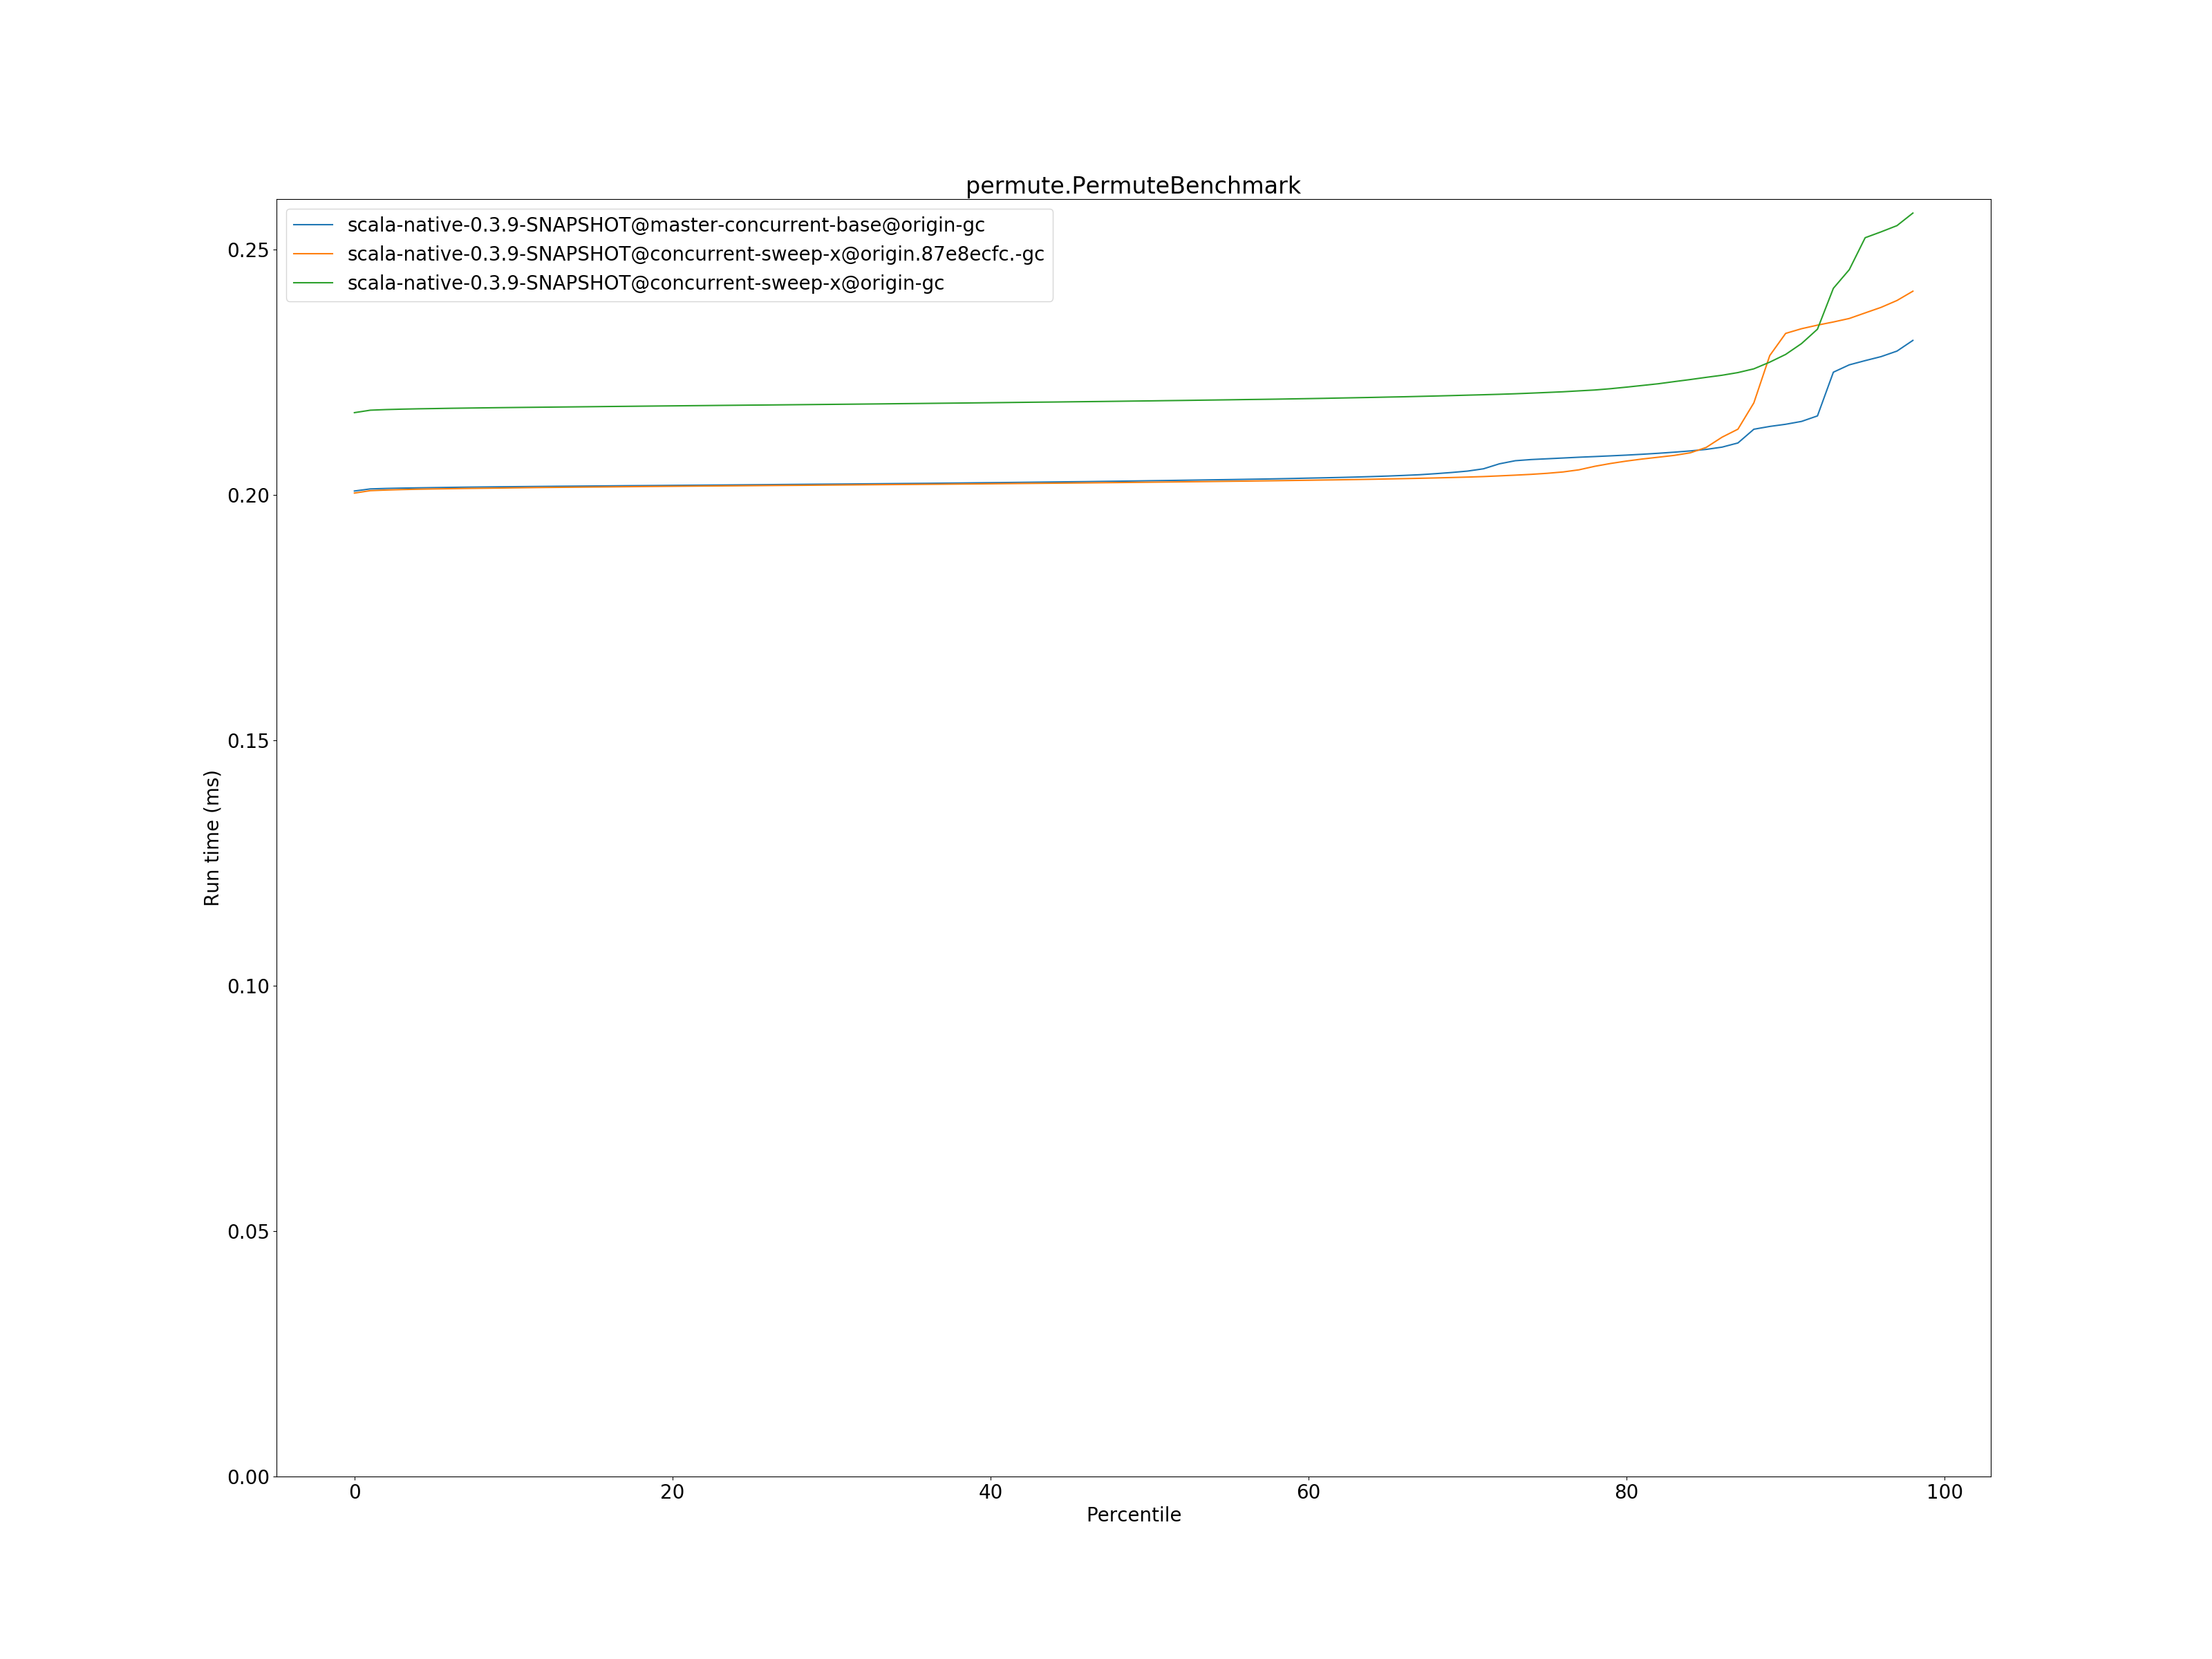 permute.PermuteBenchmark
scala-native-0.3.9-SNAPSHOT@master-concurrent-base@origin-gc
scala-native-0.3.9-SNAPSHOT@concurrent-sweep-x@origin.87e8ecfc.-gc
scala-native-0.3.9-SNAPSHOT@concurrent-sweep-x@origin-gc
0.25
0.20
0.15
0.10
0.05
0.00
Run time (ms)
0 20 40 60 80 100
Percentile